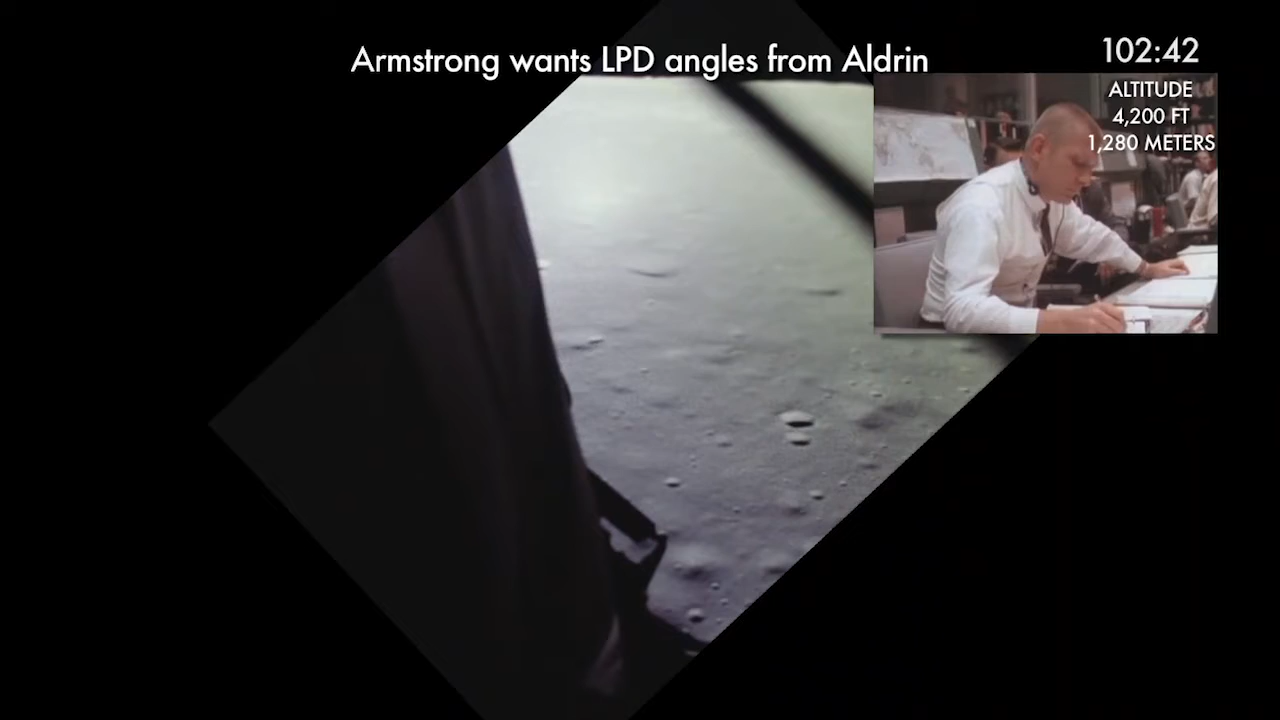 Armstrong wants LPD angles from Aldrin
102:42
ALTITUDE
4,200 FT
1,280 METERS